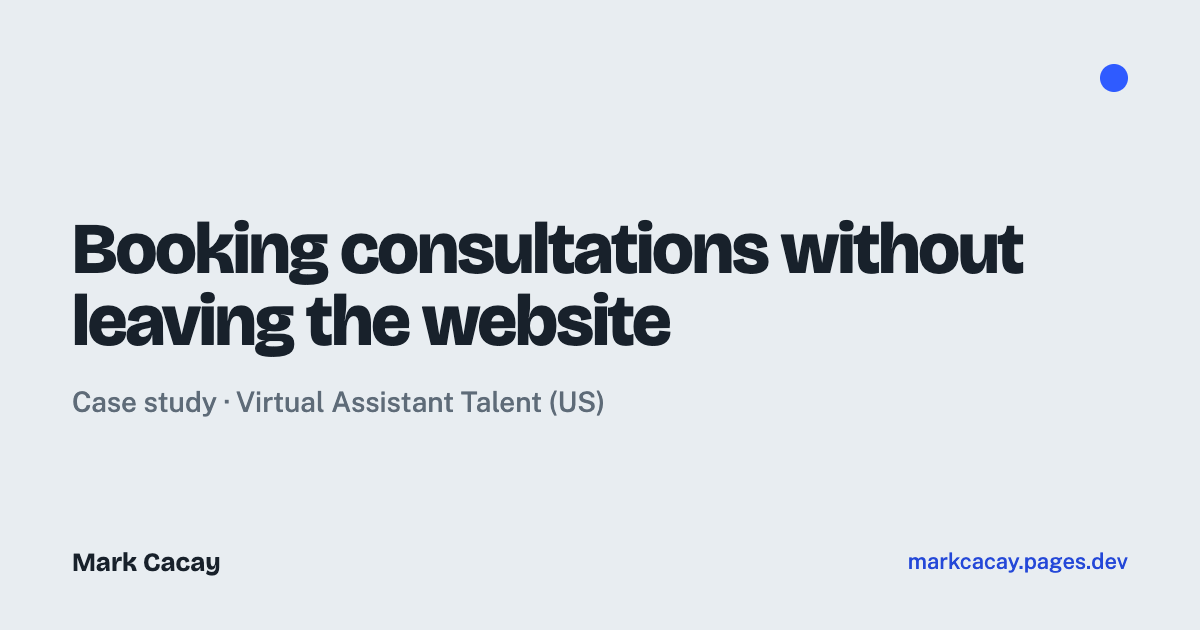 Booking consultations without
leaving the website
Case study · Virtual Assistant Talent (US)
Mark Cacay
markcacay.pages.dev